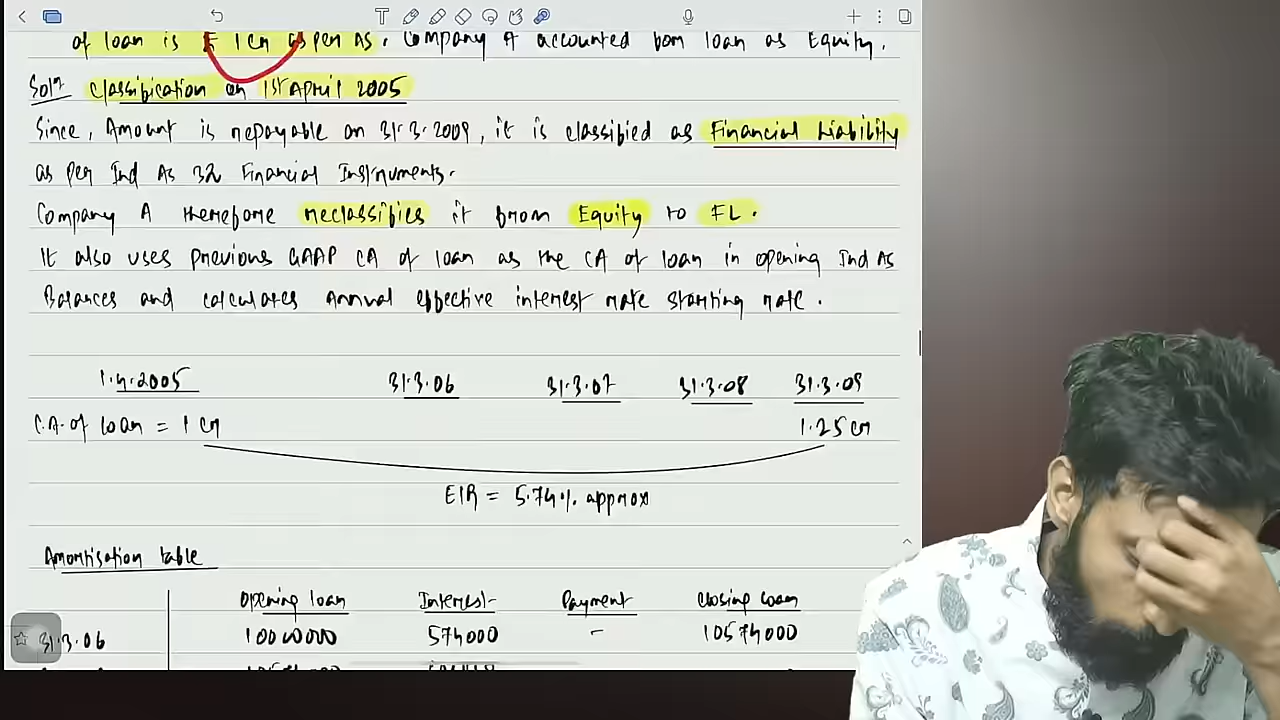 of loan is ₹ 1 Cr as per AS. Company A accounted bom loan as Equity.
Solⁿ Classification on 1st April 2005
Since, Amount is repayable on 31.3.2009, it is classified as Financial Liability
as per Ind AS 32 Financial Instruments.
Company A therefore reclassifies it from Equity to FL.
It also uses previous GAAP CA of loan as the CA of loan in opening Ind AS
Balances and calculates Annual effective interest rate starting rate.
1.4.2005 31.3.06 31.3.07 31.3.08 31.3.09
C.A. of loan = 1 Cr 1.25 Cr
EIR = 5.74% approx
Amortisation table
Opening loan Interest Payment Closing Loan
31.3.06 10000000 574000 - 10574000